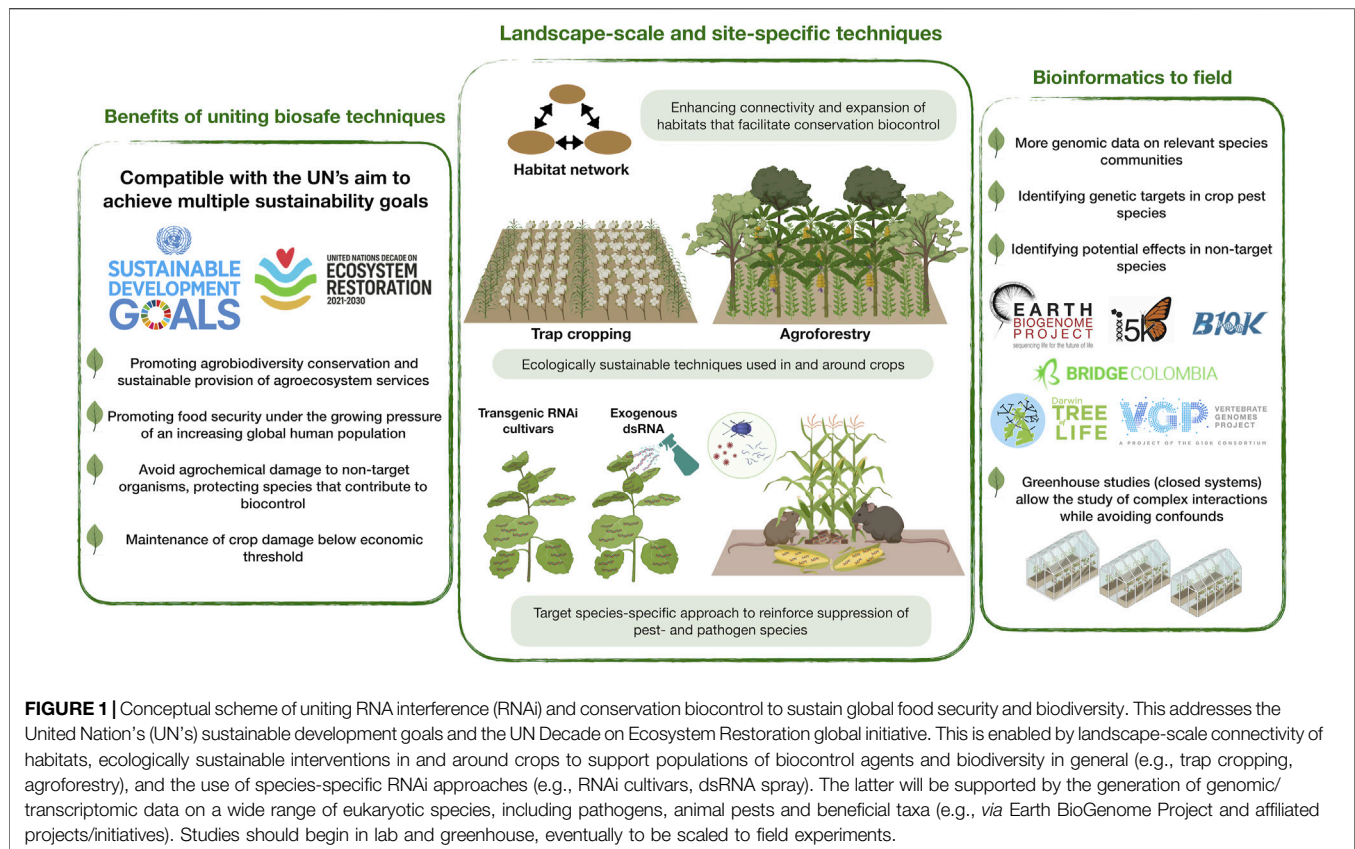 Landscape-scale and site-specific techniques
Benefits of uniting biosafe techniques
Compatible with the UN's aim to
achieve multiple sustainability goals
SUSTAINABLE
DEVELOPMENT
GOALS
UNITED NATIONS DECADE ON
ECOSYSTEM
RESTORATION
2021-2030
Promoting agrobiodiversity conservation and
sustainable provision of agroecosystem services
Promoting food security under the growing pressure
of an increasing global human population
Avoid agrochemical damage to non-target
organisms, protecting species that contribute to
biocontrol
Maintenance of crop damage below economic
threshold
Habitat network
Enhancing connectivity and expansion of
habitats that facilitate conservation biocontrol
Trap cropping
Agroforestry
Ecologically sustainable techniques used in and around crops
Transgenic RNAi
cultivars
Exogenous
dsRNA
Target species-specific approach to reinforce suppression of
pest- and pathogen species
Bioinformatics to field
More genomic data on relevant species
communities
Identifying genetic targets in crop pest
species
Identifying potential effects in non-target
species
EARTH
BIOGENOME
PROJECT
sequencing life for the future of life
i5k
B10K
BRIDGE COLOMBIA
Darwin
TREE
of
LIFE
VGP
VERTEBRATE
GENOMES
PROJECT
A PROJECT OF THE G10K CONSORTIUM
Greenhouse studies (closed systems)
allow the study of complex interactions
while avoiding confounds
FIGURE 1 | Conceptual scheme of uniting RNA interference (RNAi) and conservation biocontrol to sustain global food security and biodiversity. This addresses the
United Nation's (UN's) sustainable development goals and the UN Decade on Ecosystem Restoration global initiative. This is enabled by landscape-scale connectivity of
habitats, ecologically sustainable interventions in and around crops to support populations of biocontrol agents and biodiversity in general (e.g., trap cropping,
agroforestry), and the use of species-specific RNAi approaches (e.g., RNAi cultivars, dsRNA spray). The latter will be supported by the generation of genomic/
transcriptomic data on a wide range of eukaryotic species, including pathogens, animal pests and beneficial taxa (e.g., via Earth BioGenome Project and affiliated
projects/initiatives). Studies should begin in lab and greenhouse, eventually to be scaled to field experiments.